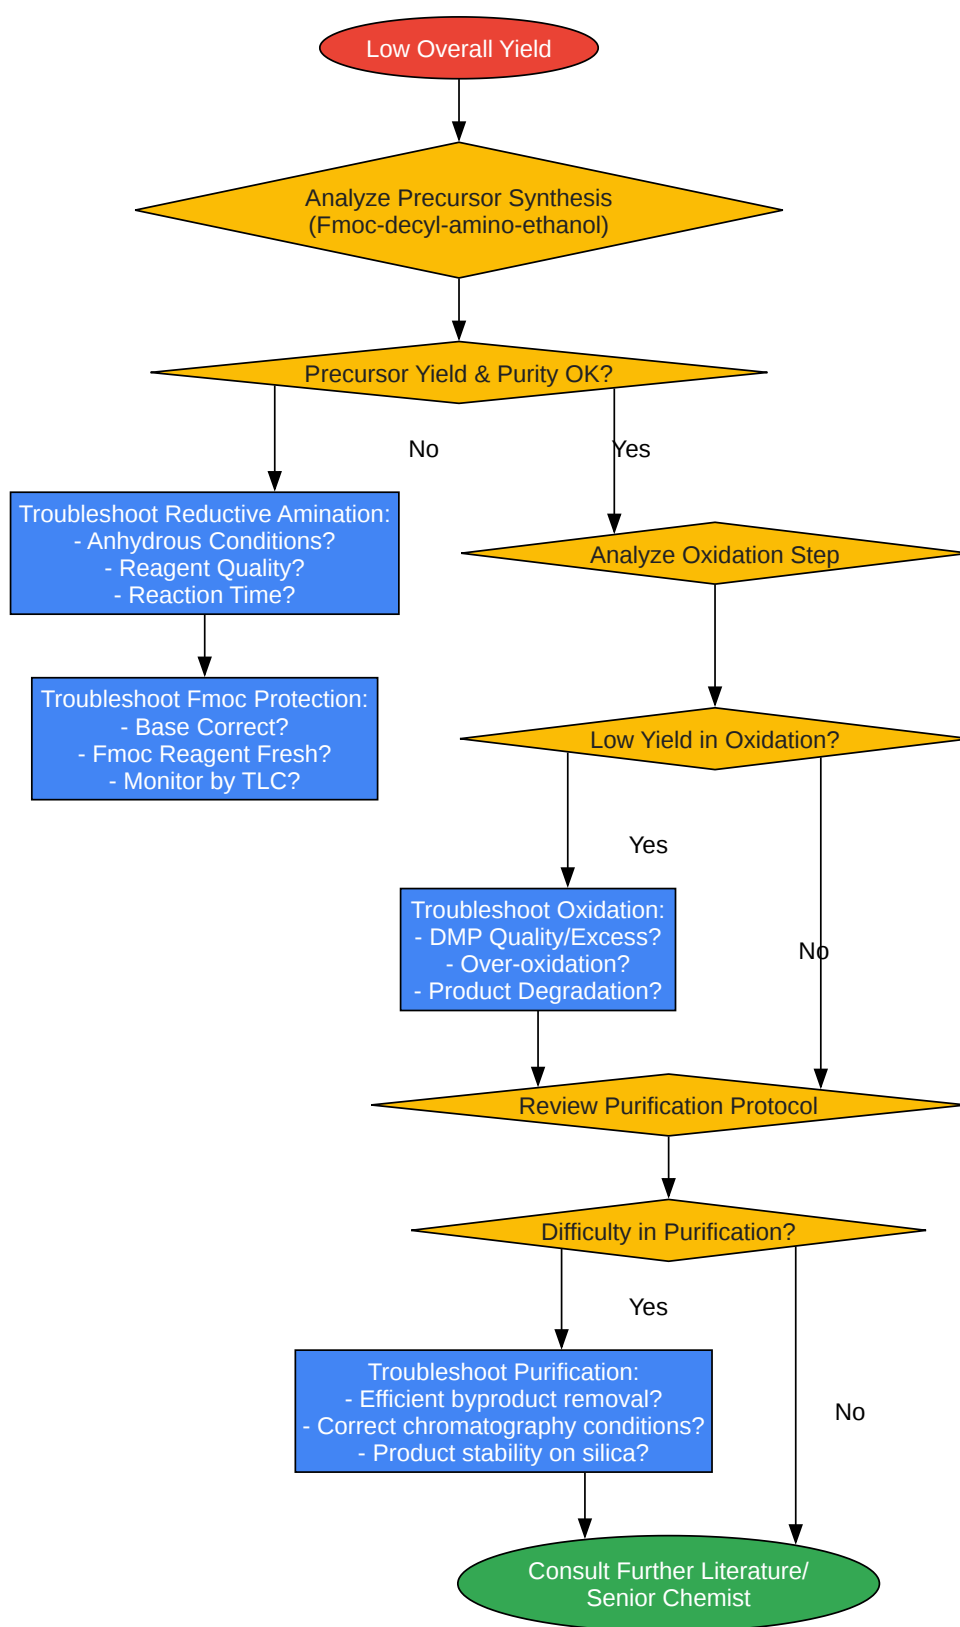 Low Overall Yield
Analyze Precursor Synthesis
(Fmoc-decyl-amino-ethanol)
Precursor Yield & Purity OK?
No
Yes
Troubleshoot Reductive Amination:
- Anhydrous Conditions?
- Reagent Quality?
- Reaction Time?
Analyze Oxidation Step
Troubleshoot Fmoc Protection:
- Base Correct?
- Fmoc Reagent Fresh?
- Monitor by TLC?
Low Yield in Oxidation?
Yes
Troubleshoot Oxidation:
- DMP Quality/Excess?
- Over-oxidation?
- Product Degradation?
No
Review Purification Protocol
Difficulty in Purification?
Yes
Troubleshoot Purification:
- Efficient byproduct removal?
- Correct chromatography conditions?
- Product stability on silica?
No
Consult Further Literature/
Senior Chemist